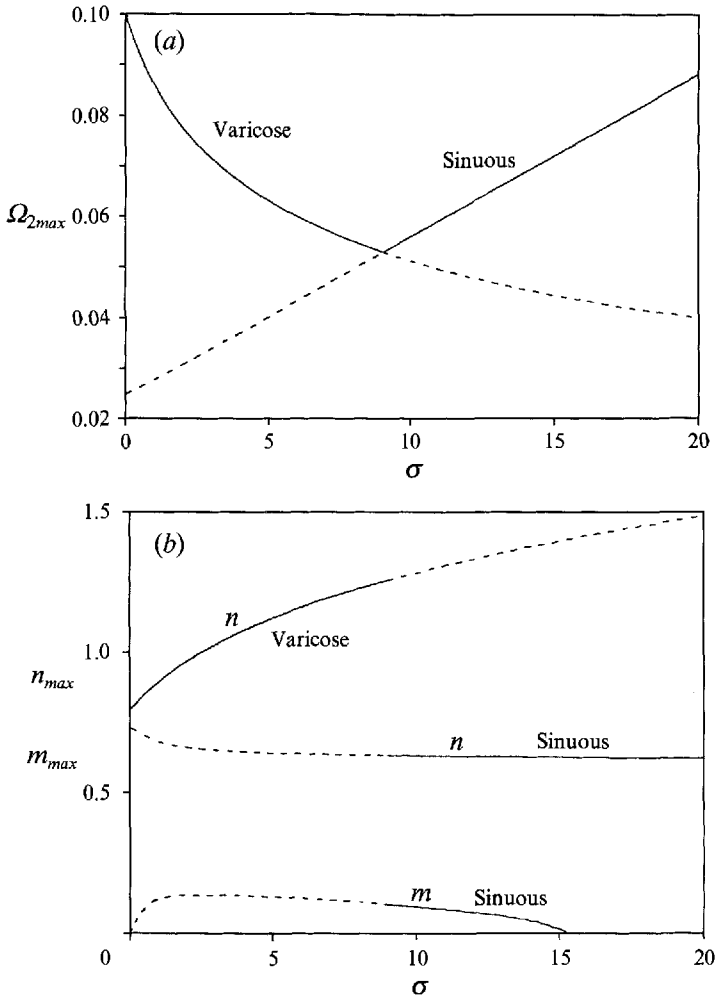 (a)
0.10
0.08
Ω2max 0.06
0.04
0.02
Varicose
Sinuous
0 5 10 15 20
σ
(b)
1.5
1.0
nmax
mmax
0.5
0
n
Varicose
n Sinuous
m Sinuous
5 10 15 20
σ